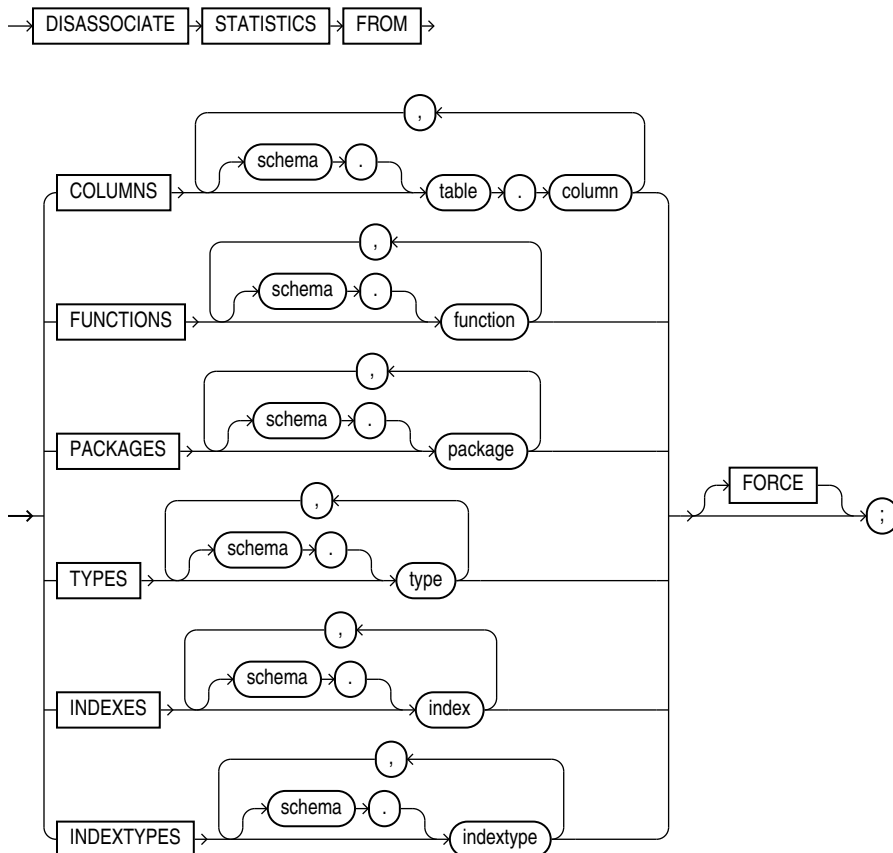 DISASSOCIATE STATISTICS FROM
,
schema .
COLUMNS table . column
,
schema .
FUNCTIONS function
,
schema .
PACKAGES package
FORCE
;
,
schema .
TYPES type
,
schema .
INDEXES index
,
schema .
INDEXTYPES indextype